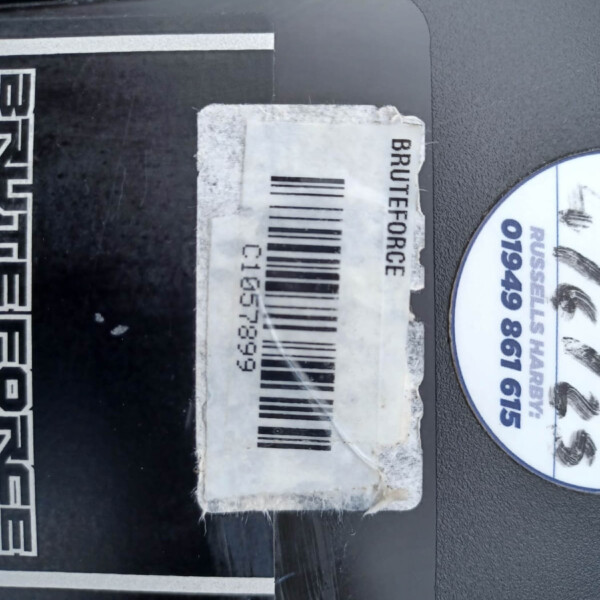 BRUTEFORCE
BRUTEFORCE
C1057899
RUSSELLS HARBY:
01949 861 615